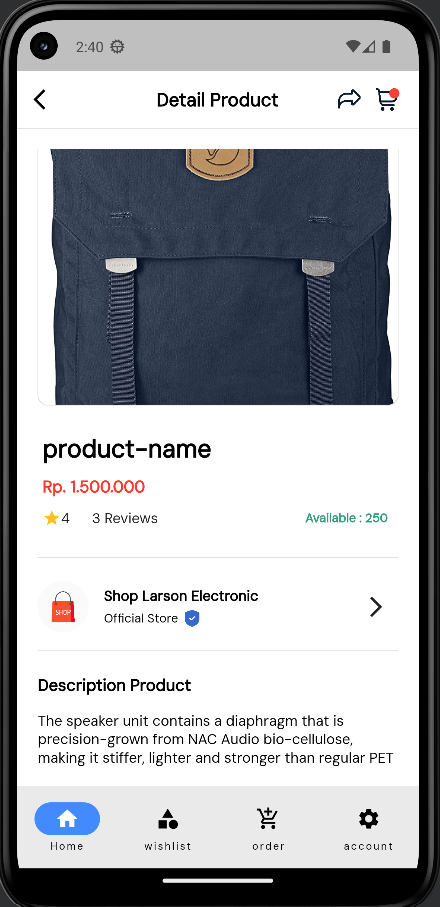 2:40
Detail Product
product-name
Rp. 1.500.000
4 3 Reviews Available : 250
SHOP
Shop Larson Electronic
Official Store
Description Product
The speaker unit contains a diaphragm that is
precision-grown from NAC Audio bio-cellulose,
making it stiffer, lighter and stronger than regular PET
Home wishlist order account